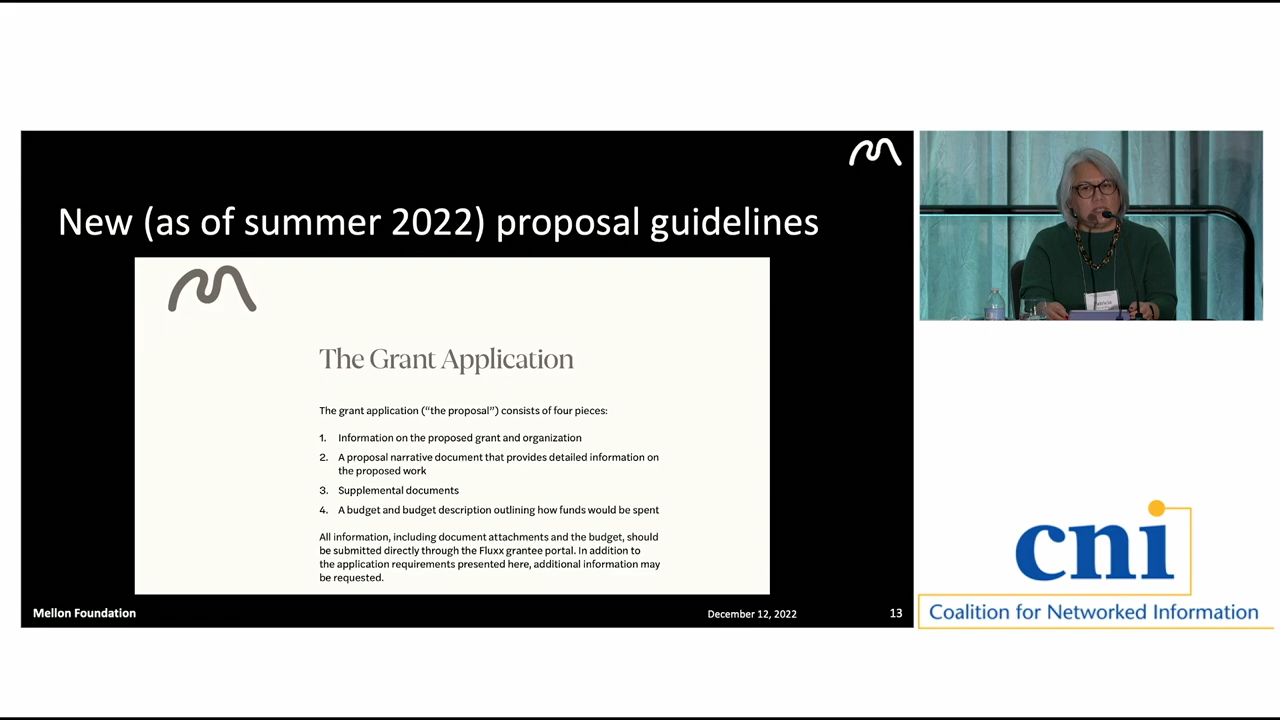 New (as of summer 2022) proposal guidelines
The Grant Application
The grant application (“the proposal”) consists of four pieces:
1. Information on the proposed grant and organization
2. A proposal narrative document that provides detailed information on
the proposed work
3. Supplemental documents
4. A budget and budget description outlining how funds would be spent
All information, including document attachments and the budget, should
be submitted directly through the Fluxx grantee portal. In addition to
the application requirements presented here, additional information may
be requested.
Mellon Foundation
December 12, 2022
13
Patricia
cni
Coalition for Networked Information